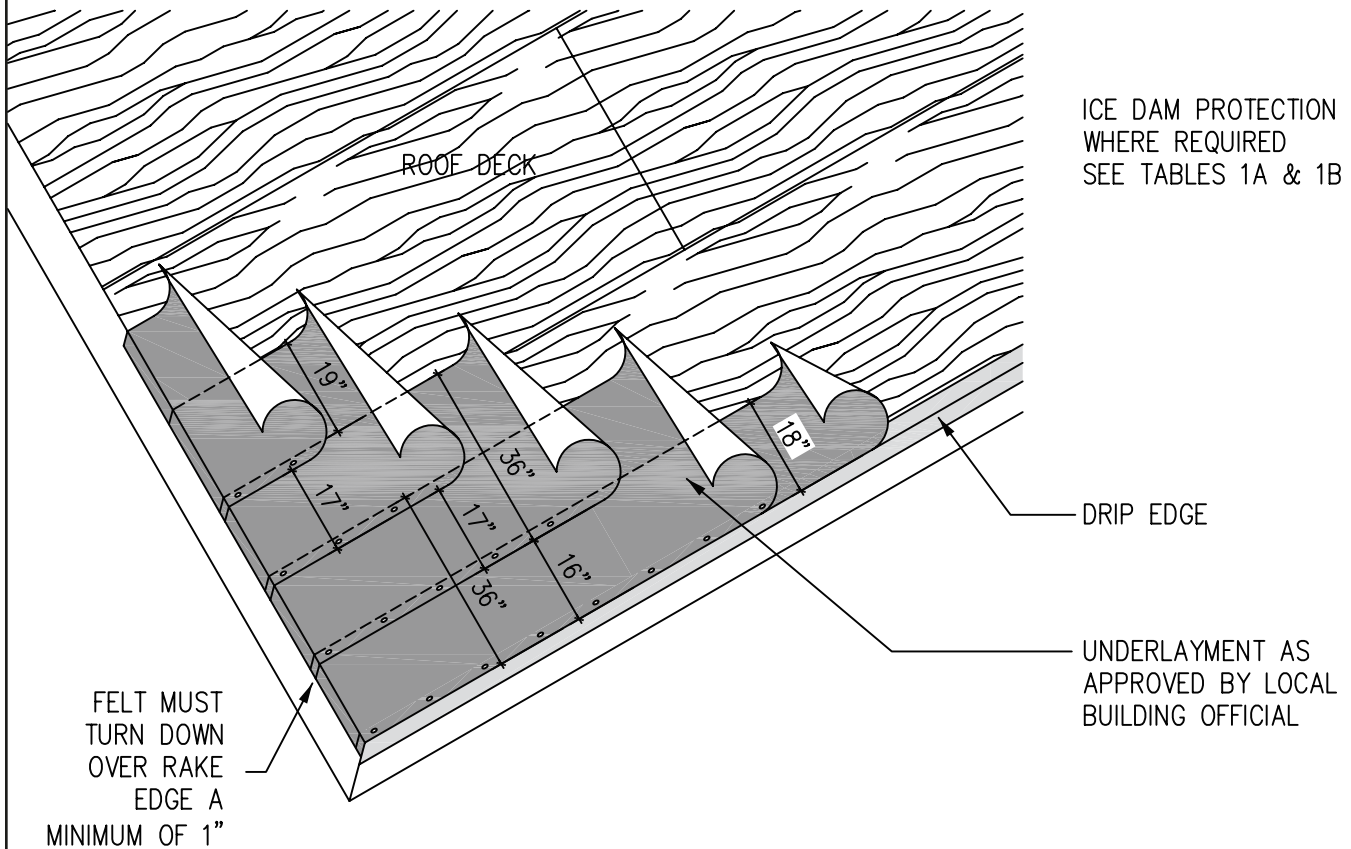 ICE DAM PROTECTION
WHERE REQUIRED
SEE TABLES 1A & 1B
ROOF DECK
19”
36”
18”
17”
17”
16”
36”
DRIP EDGE
UNDERLAYMENT AS
APPROVED BY LOCAL
BUILDING OFFICIAL
FELT MUST
TURN DOWN
OVER RAKE
EDGE A
MINIMUM OF 1”